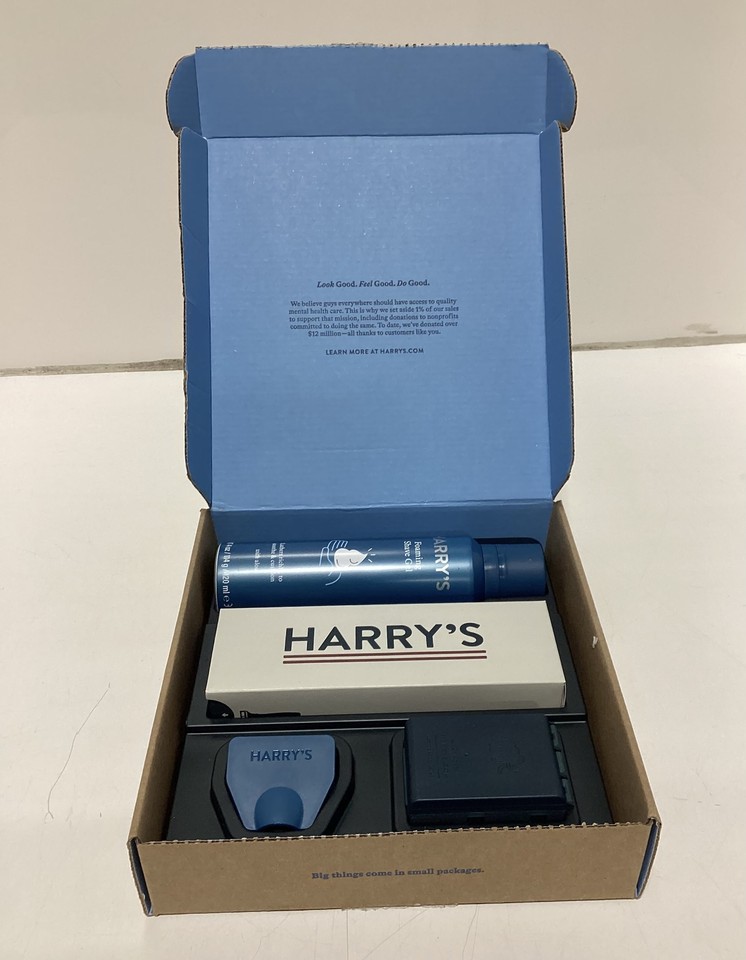 Look Good. Feel Good. Do Good.
We believe guys everywhere should have access to quality
mental health care. This is why we set aside 1% of our sales
to support that mission, including donations to nonprofits
committed to doing the same. To date, we've donated over
$12 million—all thanks to customers like you.
LEARN MORE AT HARRYS.COM
HARRY'S
Foaming
Shave Gel
HARRY'S
HARRY'S
Big things come in small packages.